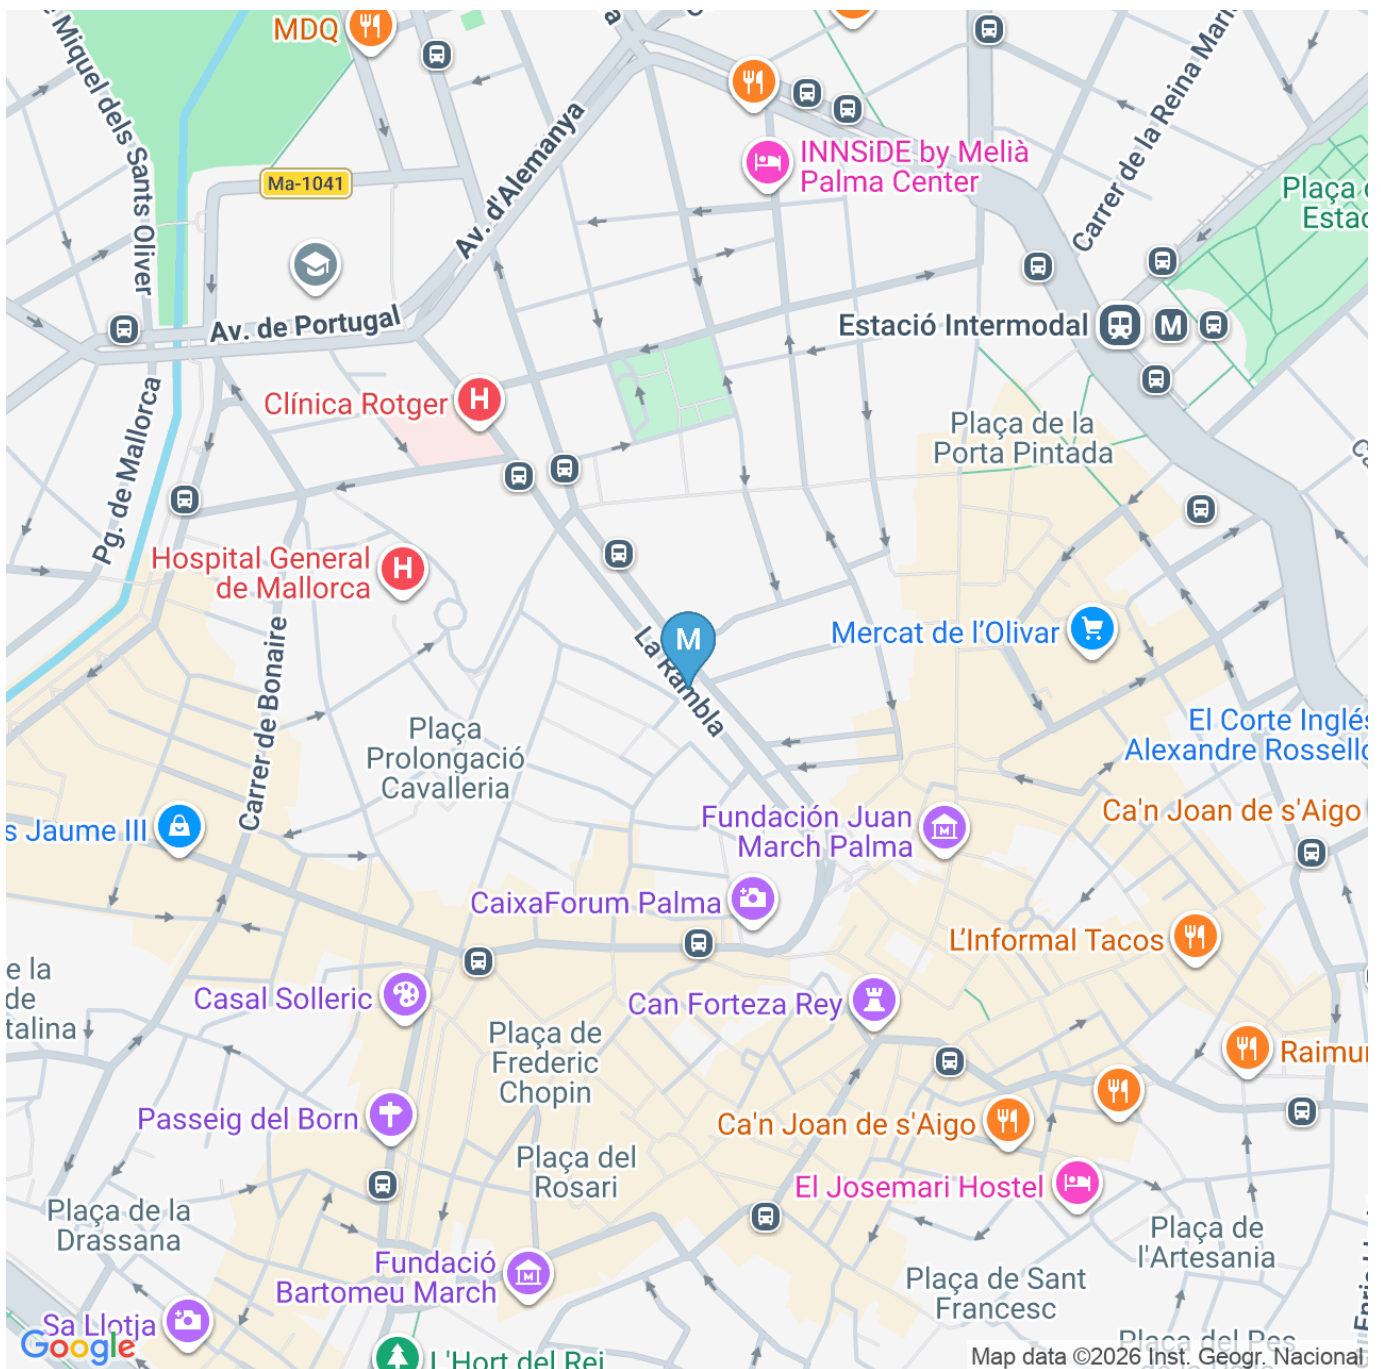 MDQ
Miquel dels Sants Oliver
Carrer de la Reina Mari
INNSiDE by Melià
Palma Center
Ma-1041
Av. d'Alemanya
Plaça
Estac
Av. de Portugal
Estació Intermodal
M
Clínica Rotger
H
Pg. de Mallorca
Plaça de la
Porta Pintada
Hospital General
de Mallorca
H
M
La Rambla
Mercat de l'Olivar
Carrer de Bonaire
Plaça
Prolongació
Cavalleria
El Corte Inglés
Alexandre Rosselló
s Jaume III
Fundación Juan
March Palma
Ca'n Joan de s'Aigo
CaixaForum Palma
L'Informal Tacos
e la
de
talina
Casal Solleric
Can Forteza Rey
Plaça de
Frederic
Chopin
Raimur
Passeig del Born
Ca'n Joan de s'Aigo
Plaça del
Rosari
El Josemari Hostel
Plaça de la
Drassana
Plaça de
l'Artesania
Fundació
Bartomeu March
Plaça de Sant
Francesc
Sa Llotja
Google
L'Hort del Rei
Plaça del Pes
Map data ©2026 Inst. Geogr. Nacional